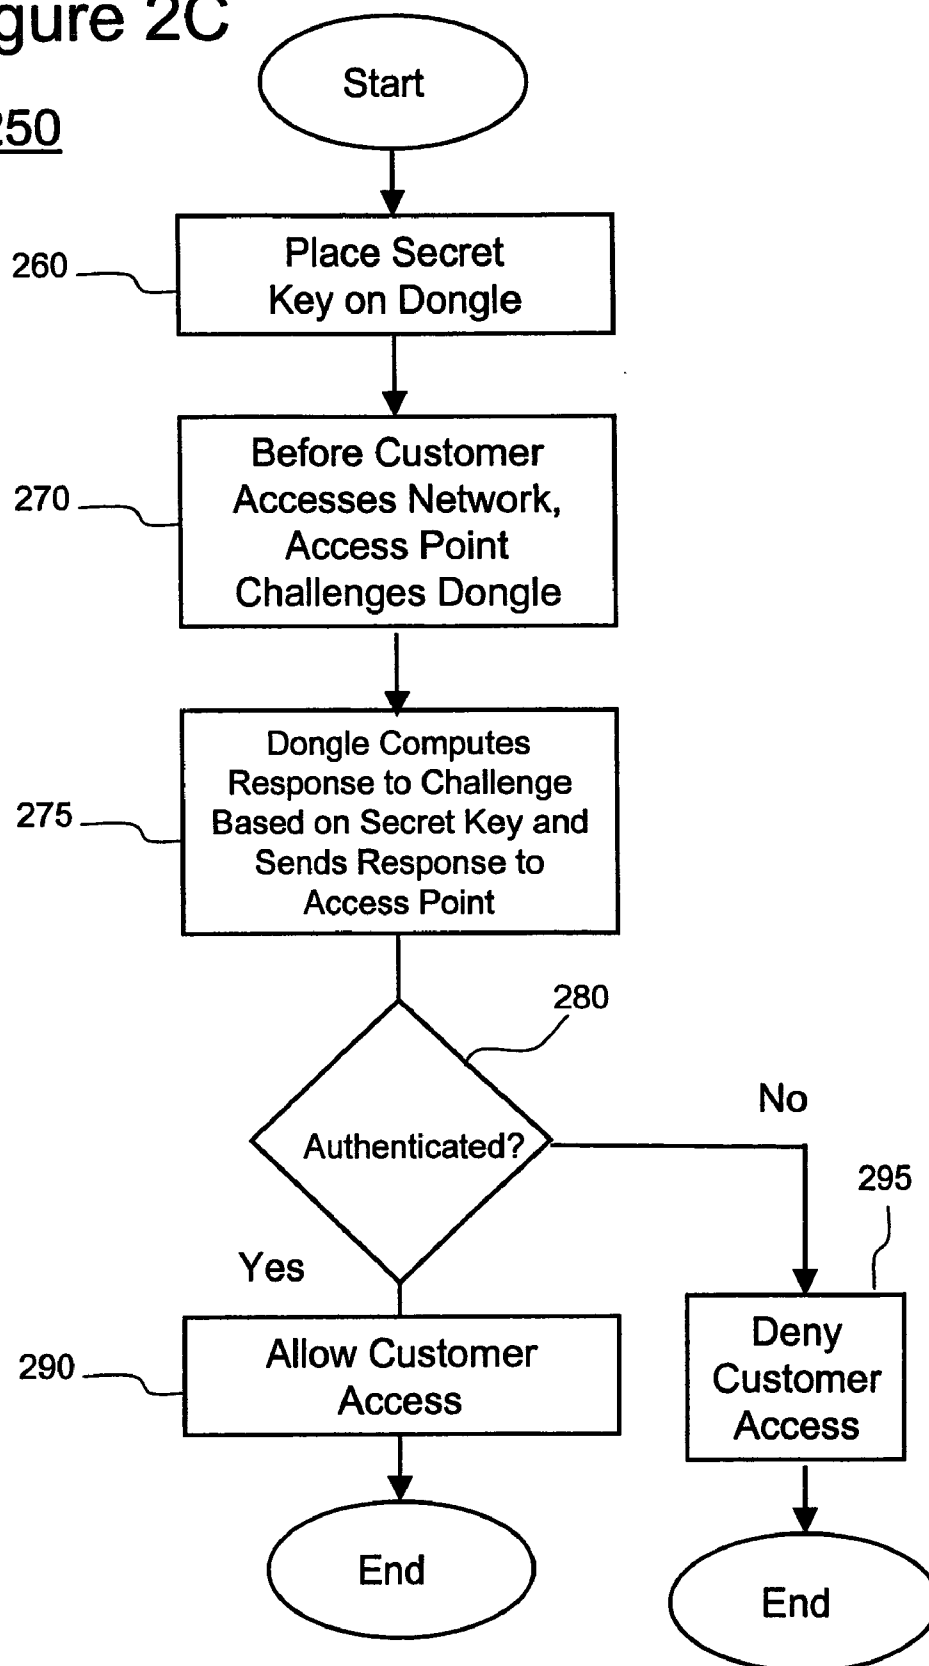 gure 2C
250
Start
260
Place Secret
Key on Dongle
270
Before Customer
Accesses Network,
Access Point
Challenges Dongle
275
Dongle Computes
Response to Challenge
Based on Secret Key and
Sends Response to
Access Point
280
Authenticated?
No
Yes
295
290
Allow Customer
Access
Deny
Customer
Access
End
End